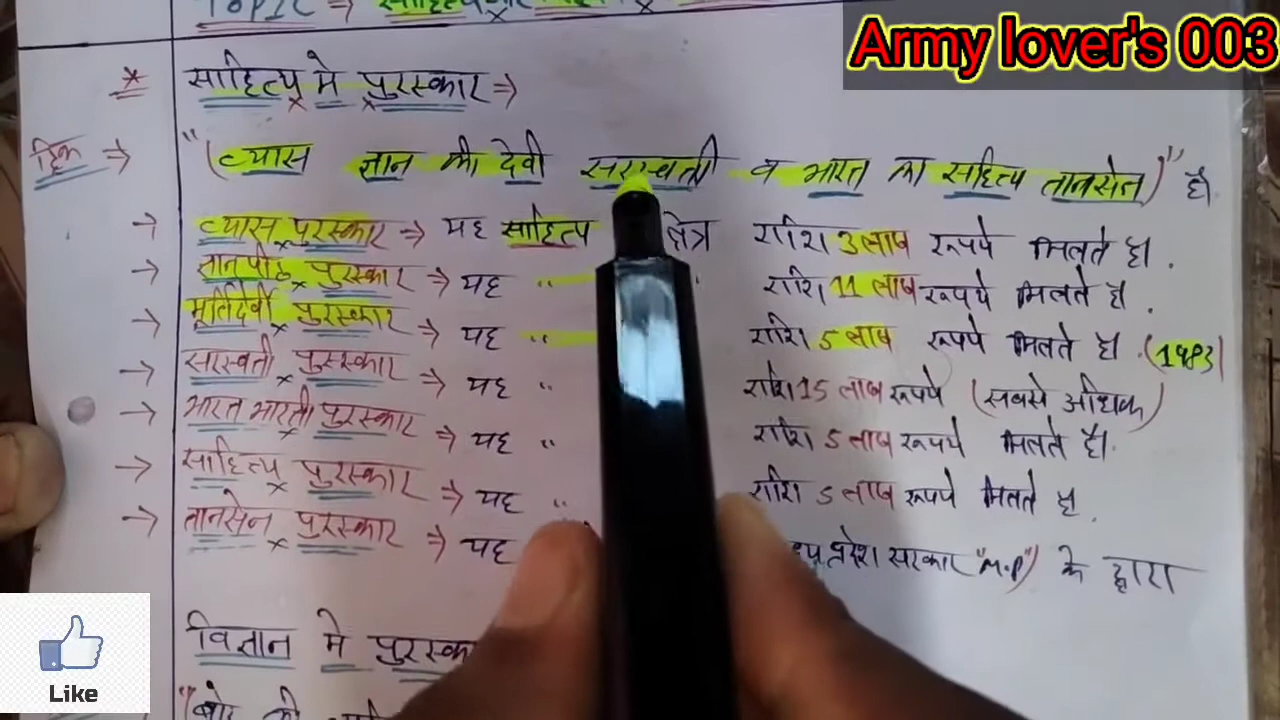 TOPIC ⇒
Army lover's 003
* साहित्य मे पुरस्कार ⇒
ट्रिक ⇒ "(व्यास ज्ञान की देवी सरस्वती व भारत का साहित्य तानसेन)" है।
→ व्यास पुरस्कार ⇒ यह साहित्य क्षेत्र राशि 3 लाख रूपये मिलते है।
→ ज्ञानपीठ पुरस्कार ⇒ यह " राशि 11 लाख रूपये मिलते है।
→ मूर्तिदेवी पुरस्कार ⇒ यह " राशि 5 लाख रूपये मिलते है। (1983)
→ सरस्वती पुरस्कार ⇒ यह " राशि 15 लाख रूपये (सबसे अधिक)
→ भारत भारती पुरस्कार ⇒ यह " राशि 5 लाख रूपये मिलते है।
→ साहित्य पुरस्कार ⇒ यह " राशि 5 लाख रूपये मिलते है।
→ तानसेन पुरस्कार ⇒ यह प्रदेश सरकार "M.P") के द्वारा
विज्ञान मे
Like